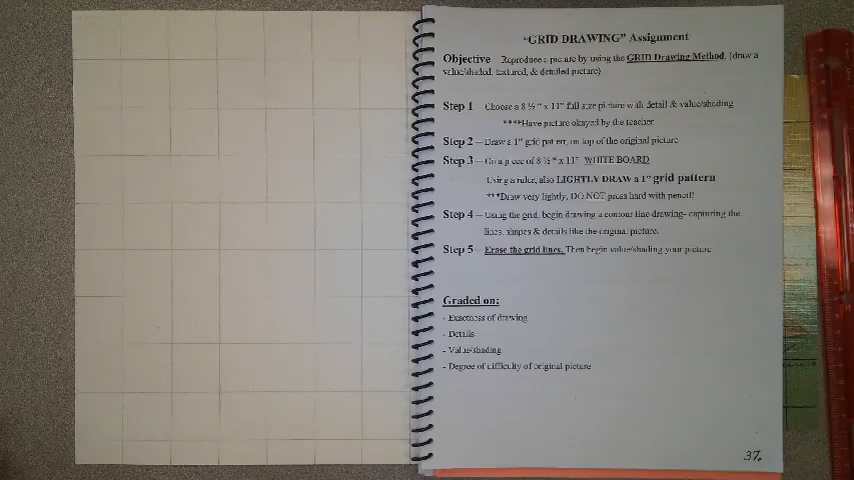 "GRID DRAWING" Assignment
Objective Reproduce a picture by using the GRID Drawing Method, (draw a
value/shaded, textured, & detailed picture)
Step 1 - Choose a 8 ½ " x 11" full size picture with detail & value/shading
****Have picture okayed by the teacher
Step 2 – Draw a 1" grid pattern on top of the original picture
Step 3 – On a piece of 8 ½ " x 11" WHITE BOARD
Using a ruler, also LIGHTLY DRAW a 1" grid pattern
***Draw very lightly, DO NOT press hard with pencil!
Step 4 – Using the grid, begin drawing a contour line drawing- capturing the
lines, shapes & details like the original picture.
Step 5 – Erase the grid lines. Then begin value/shading your picture
Graded on:
- Exactness of drawing
- Details
- Value/shading
- Degree of difficulty of original picture
37.